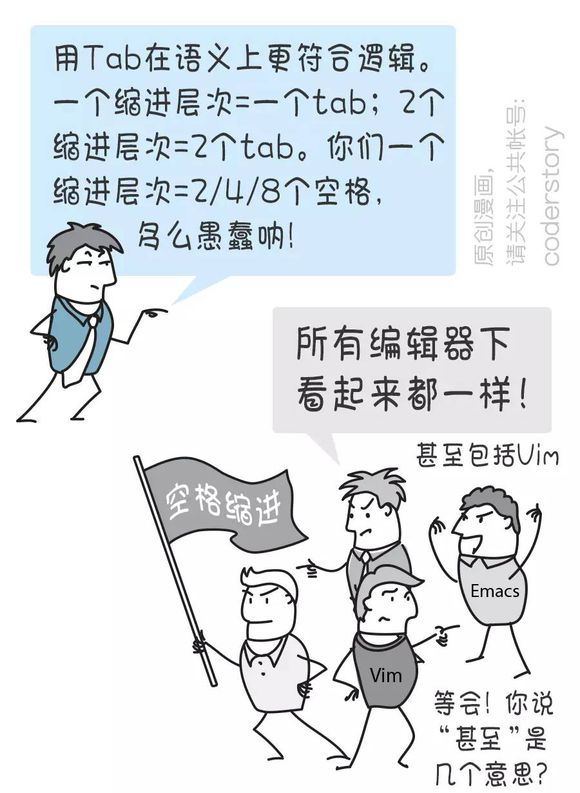 用Tab在语义上更符合逻辑。
一个缩进层次=一个tab；2个
缩进层次=2个tab。你们一个
缩进层次=2/4/8个空格，
多么愚蠢呐！
原创漫画，
请关注公共帐号:
coderstory
所有编辑器下
看起来都一样！
甚至包括Vim
空格缩进
Emacs
Vim
等会！你说
“甚至”是
几个意思？